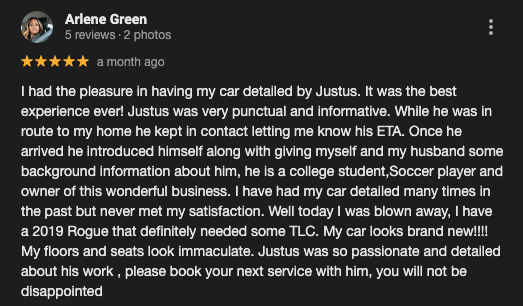 Arlene Green
5 reviews · 2 photos
a month ago
I had the pleasure in having my car detailed by Justus. It was the best
experience ever! Justus was very punctual and informative. While he was in
route to my home he kept in contact letting me know his ETA. Once he
arrived he introduced himself along with giving myself and my husband some
background information about him, he is a college student,Soccer player and
owner of this wonderful business. I have had my car detailed many times in
the past but never met my satisfaction. Well today I was blown away, I have
a 2019 Rogue that definitely needed some TLC. My car looks brand new!!!!
My floors and seats look immaculate. Justus was so passionate and detailed
about his work , please book your next service with him, you will not be
disappointed